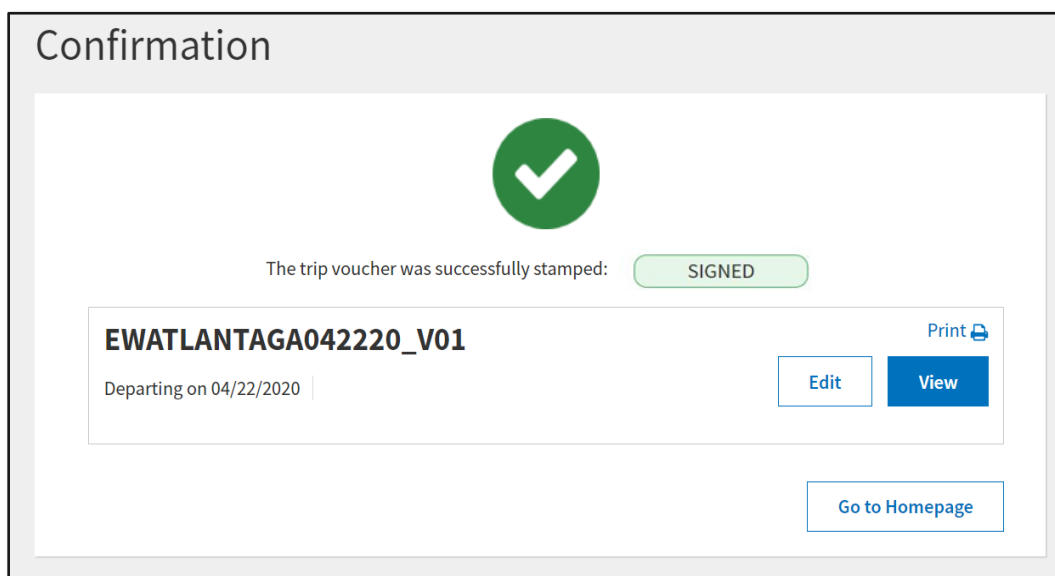 Confirmation
The trip voucher was successfully stamped: SIGNED
EWATLANTAGA042220_V01
Print
Departing on 04/22/2020
Edit
View
Go to Homepage